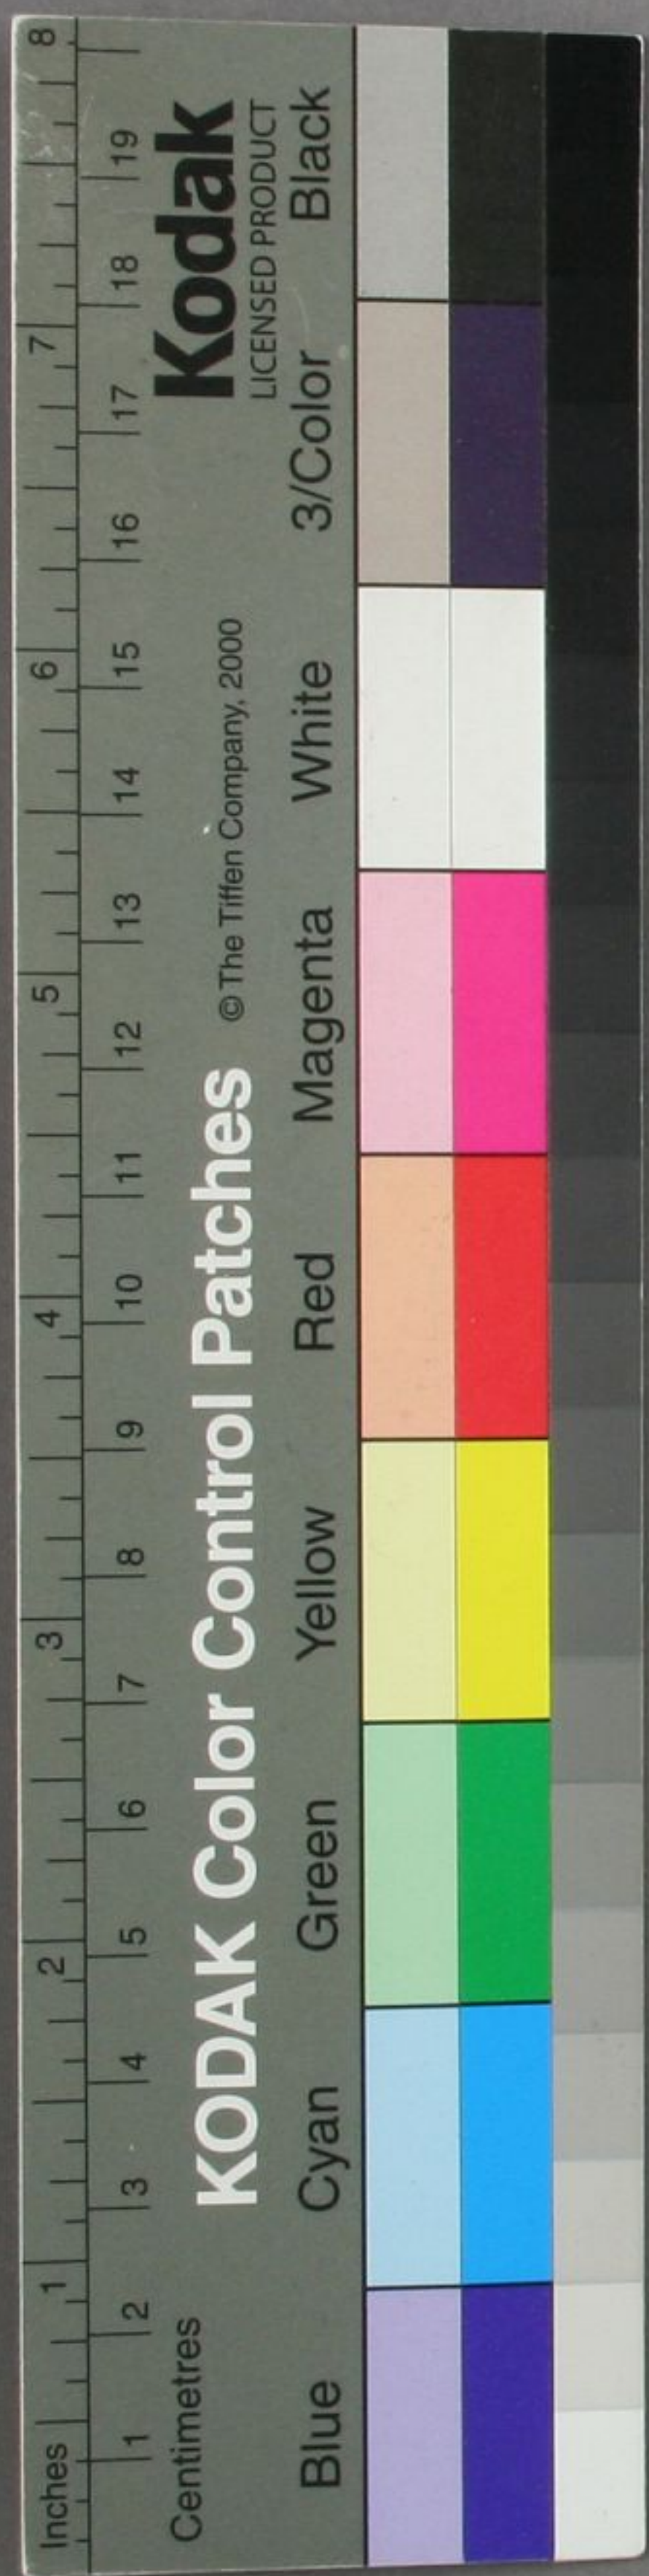 Inches 1 2 3 4 5 6 7 8
1 2 3 4 5 6 7 8 9 10 11 12 13 14 15 16 17 18 19
Centimetres
KODAK Color Control Patches
© The Tiffen Company, 2000
Kodak
LICENSED PRODUCT
Blue Cyan Green Yellow Red Magenta White 3/Color Black